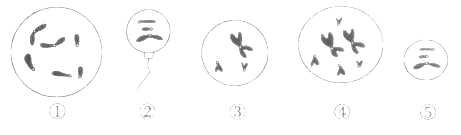 ① ② ③ ④ ⑤